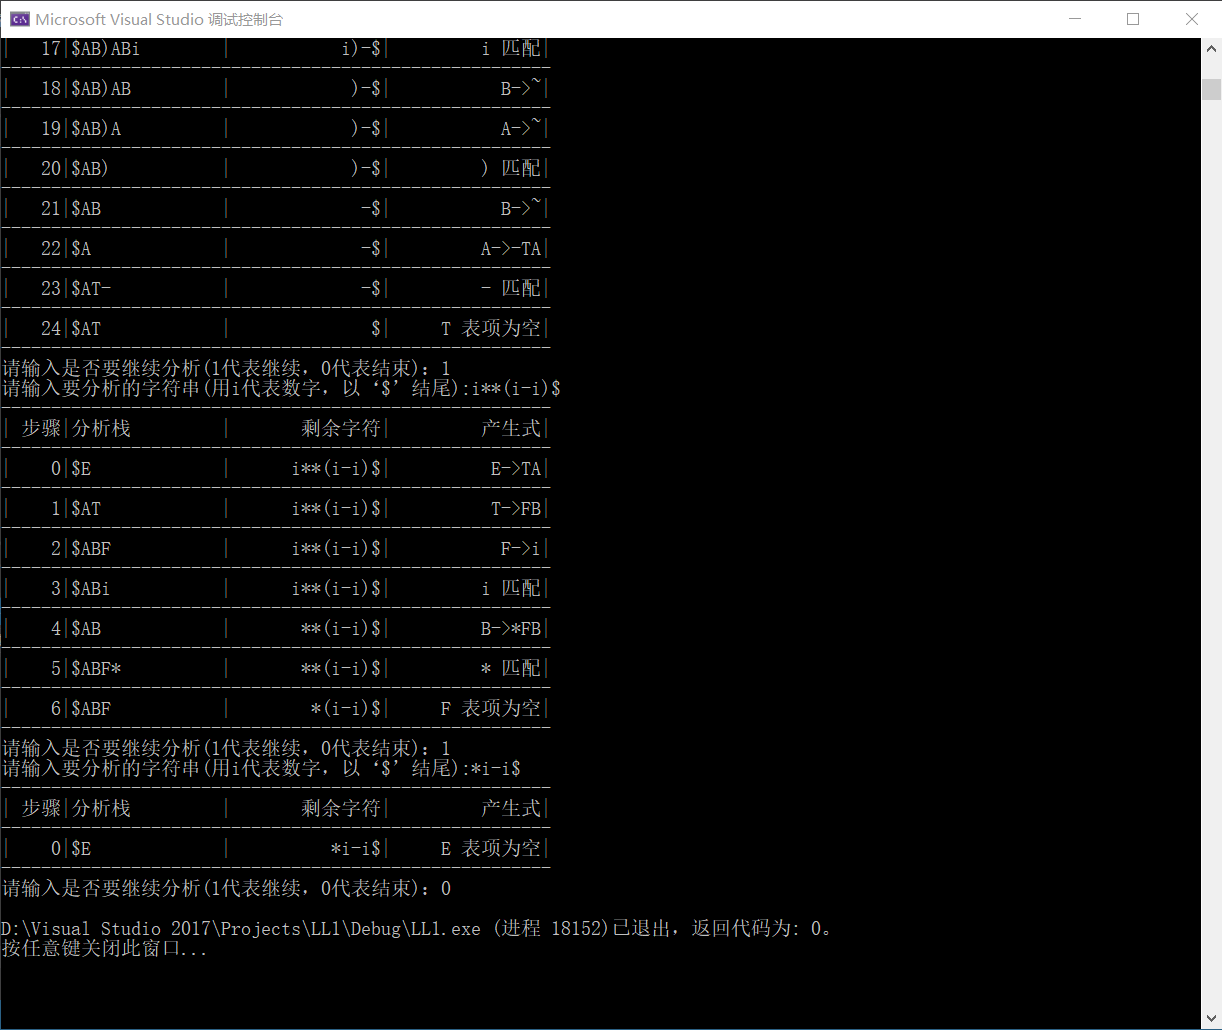 Microsoft Visual Studio 调试控制台
| 17|$AB)ABi | i)-$| i 匹配|
| 18|$AB)AB | )-$| B->~|
| 19|$AB)A | )-$| A->~|
| 20|$AB) | )-$| ) 匹配|
| 21|$AB | -$| B->~|
| 22|$A | -$| A->-TA|
| 23|$AT- | -$| - 匹配|
| 24|$AT | $| T 表项为空|
请输入是否要继续分析(1代表继续，0代表结束)：1
请输入要分析的字符串(用i代表数字，以‘$’结尾):i**(i-i)$
| 步骤|分析栈 | 剩余字符| 产生式|
| 0|$E | i**(i-i)$| E->TA|
| 1|$AT | i**(i-i)$| T->FB|
| 2|$ABF | i**(i-i)$| F->i|
| 3|$ABi | i**(i-i)$| i 匹配|
| 4|$AB | **(i-i)$| B->*FB|
| 5|$ABF* | **(i-i)$| * 匹配|
| 6|$ABF | *(i-i)$| F 表项为空|
请输入是否要继续分析(1代表继续，0代表结束)：1
请输入要分析的字符串(用i代表数字，以‘$’结尾):*i-i$
| 步骤|分析栈 | 剩余字符| 产生式|
| 0|$E | *i-i$| E 表项为空|
请输入是否要继续分析(1代表继续，0代表结束)：0
D:\Visual Studio 2017\Projects\LL1\Debug\LL1.exe (进程 18152)已退出，返回代码为: 0。
按任意键关闭此窗口...